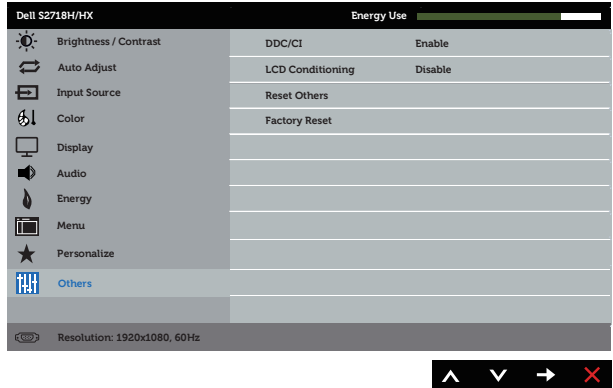 Dell S2718H/HX Energy Use
Brightness / Contrast DDC/CI Enable
Auto Adjust LCD Conditioning Disable
Input Source Reset Others
Color Factory Reset
Display
Audio
Energy
Menu
Personalize
Others
Resolution: 1920x1080, 60Hz